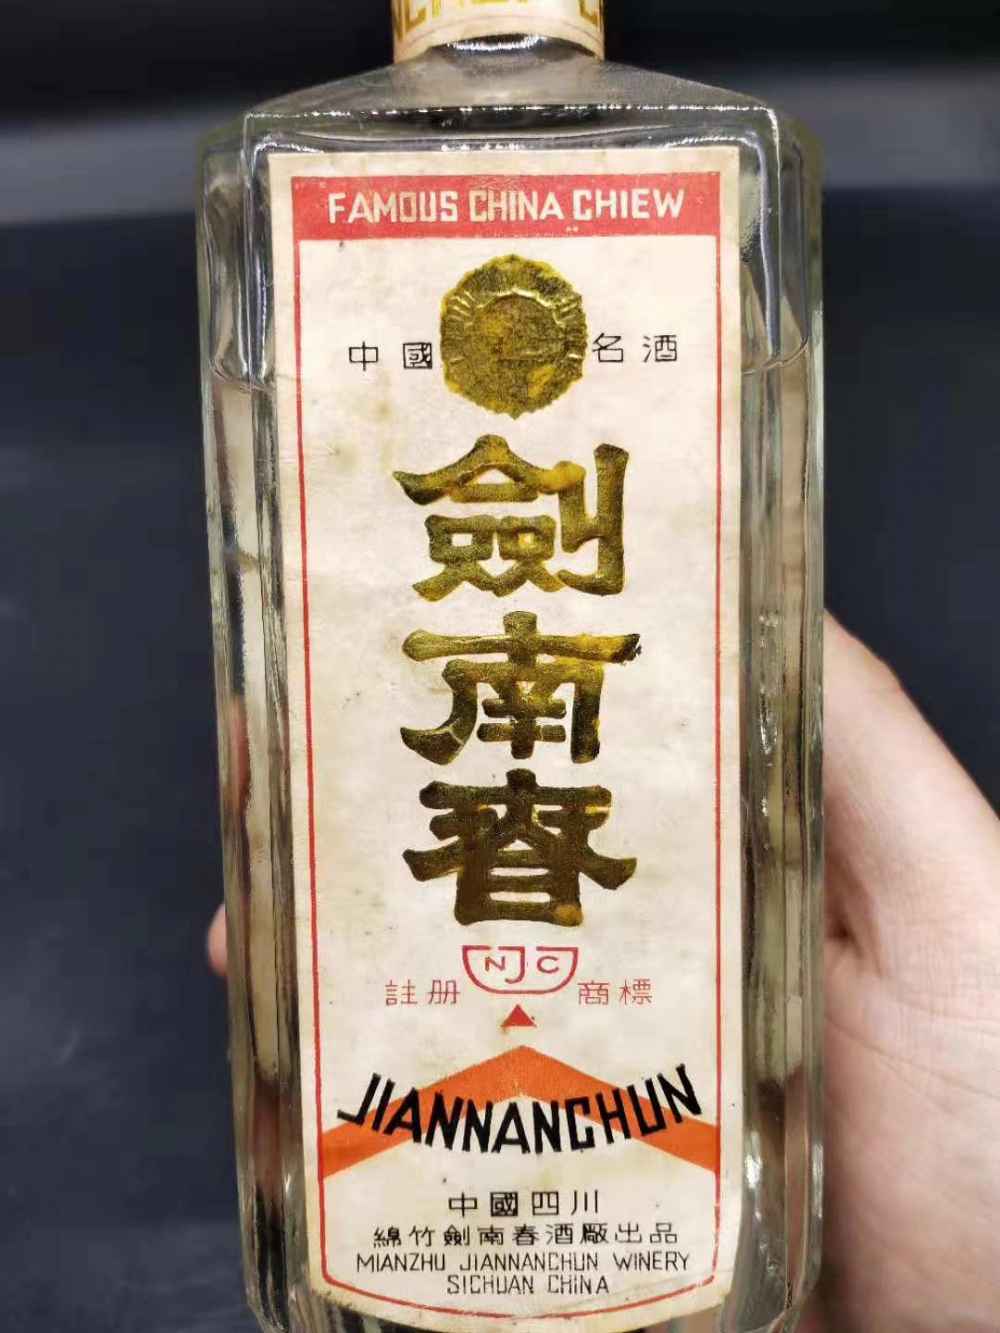 FAMOUS CHINA CHIEW
中國 名酒
劍
南
春
NJC
註册 商標
JIANNANCHUN
中國四川
綿竹劍南春酒廠出品
MIANZHU JIANNANCHUN WINERY
SICHUAN CHINA